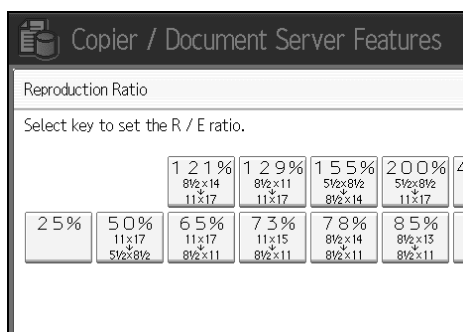 Copier / Document Server Features
Reproduction Ratio
Select key to set the R / E ratio.
121% 129% 155% 200% 4
8½×14 8½×11 5½×8½ 5½×8½
↓ ↓ ↓ ↓
11×17 11×17 8½×14 11×17
25% 50% 65% 73% 78% 85%
11×17 11×17 11×15 8½×14 8½×13
↓ ↓ ↓ ↓ ↓
5½×8½ 8½×11 8½×11 8½×11 8½×11